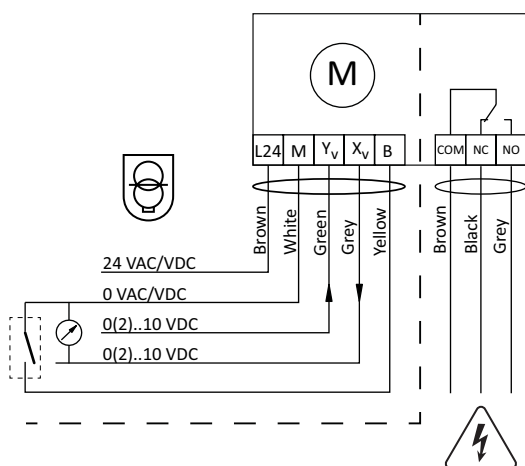 M
L24 M Yv Xv B COM NC NO
Brown White Green Grey Yellow Brown Black Grey
24 VAC/VDC
0 VAC/VDC
0(2)..10 VDC
0(2)..10 VDC